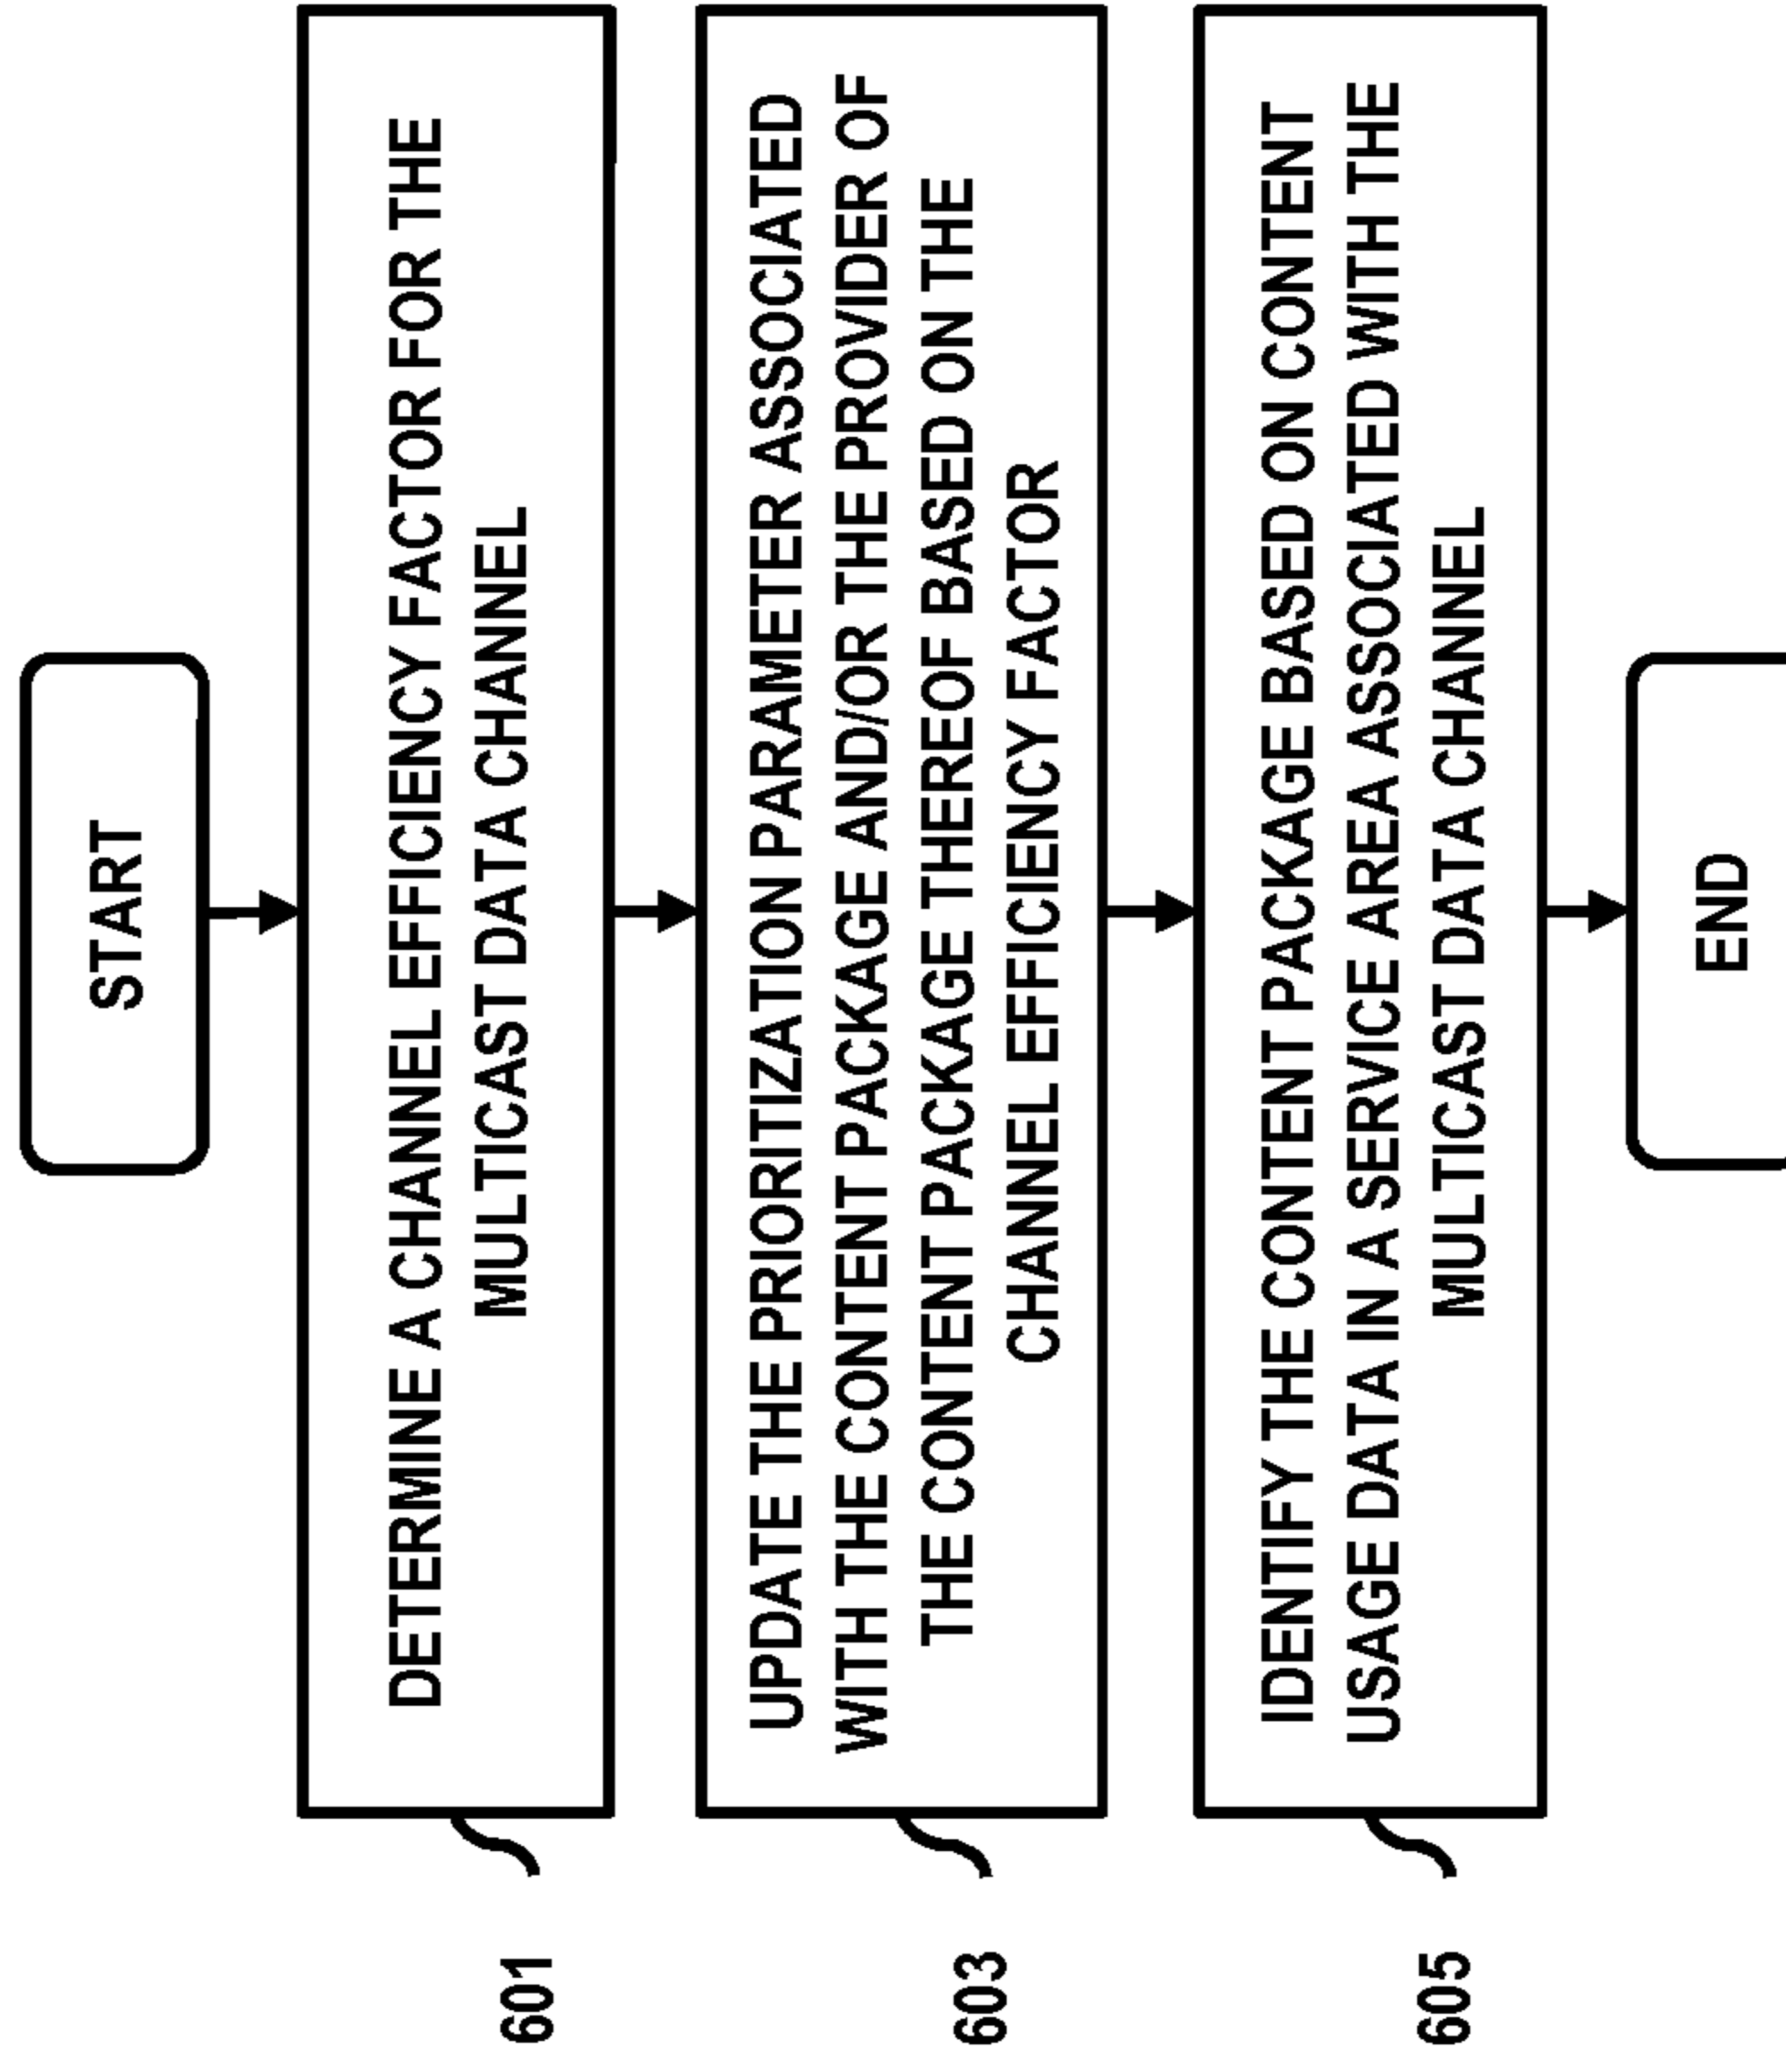 START
DETERMINE A CHANNEL EFFICIENCY FACTOR FOR THE
MULTICAST DATA CHANNEL
601
UPDATE THE PRIORITIZATION PARAMETER ASSOCIATED
WITH THE CONTENT PACKAGE AND/OR THE PROVIDER OF
THE CONTENT PACKAGE THEREOF BASED ON THE
CHANNEL EFFICIENCY FACTOR
603
IDENTIFY THE CONTENT PACKAGE BASED ON CONTENT
USAGE DATA IN A SERVICE AREA ASSOCIATED WITH THE
MULTICAST DATA CHANNEL
605
END